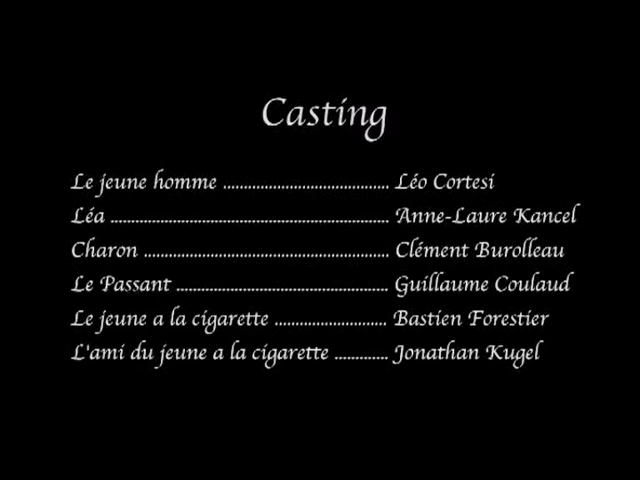 Casting
Le jeune homme ........................................ Léo Cortesi
Léa ................................................................... Anne-Laure Kancel
Charon ........................................................... Clément Burolleau
Le Passant ................................................... Guillaume Coulaud
Le jeune a la cigarette ........................... Bastien Forestier
L'ami du jeune a la cigarette ............. Jonathan Kugel